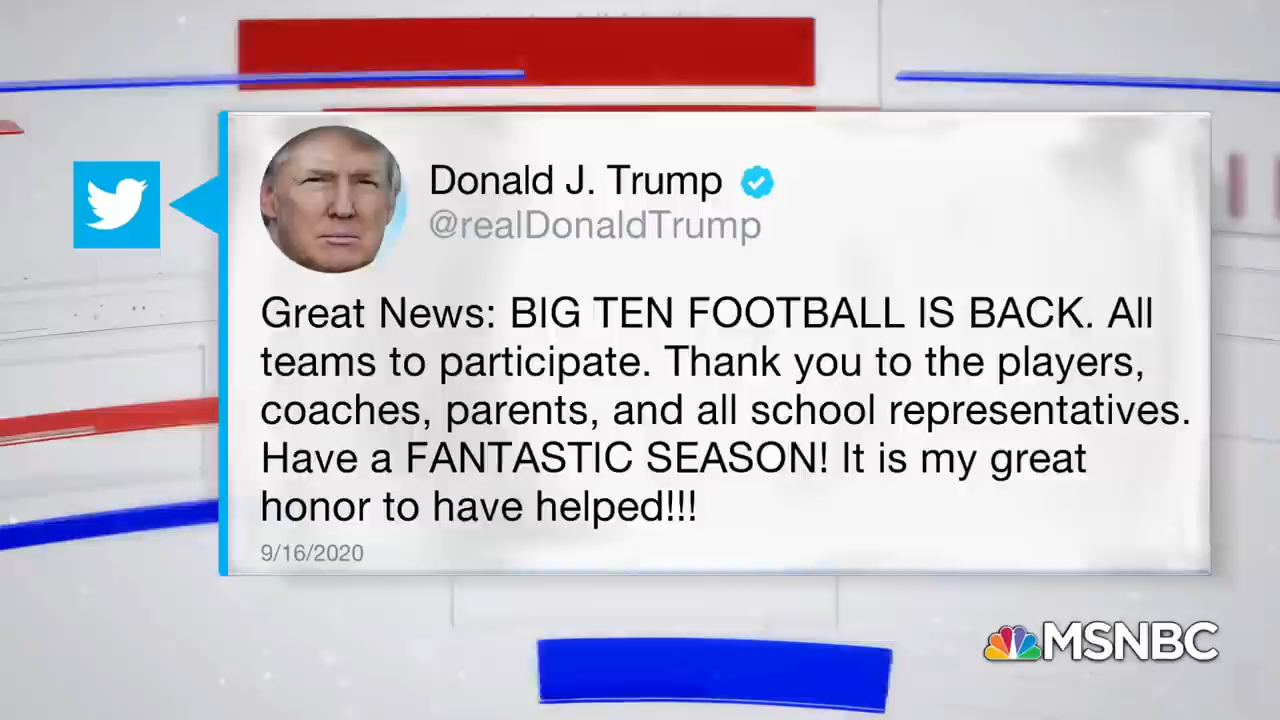 Donald J. Trump
@realDonaldTrump
Great News: BIG TEN FOOTBALL IS BACK. All
teams to participate. Thank you to the players,
coaches, parents, and all school representatives.
Have a FANTASTIC SEASON! It is my great
honor to have helped!!!
9/16/2020
MSNBC